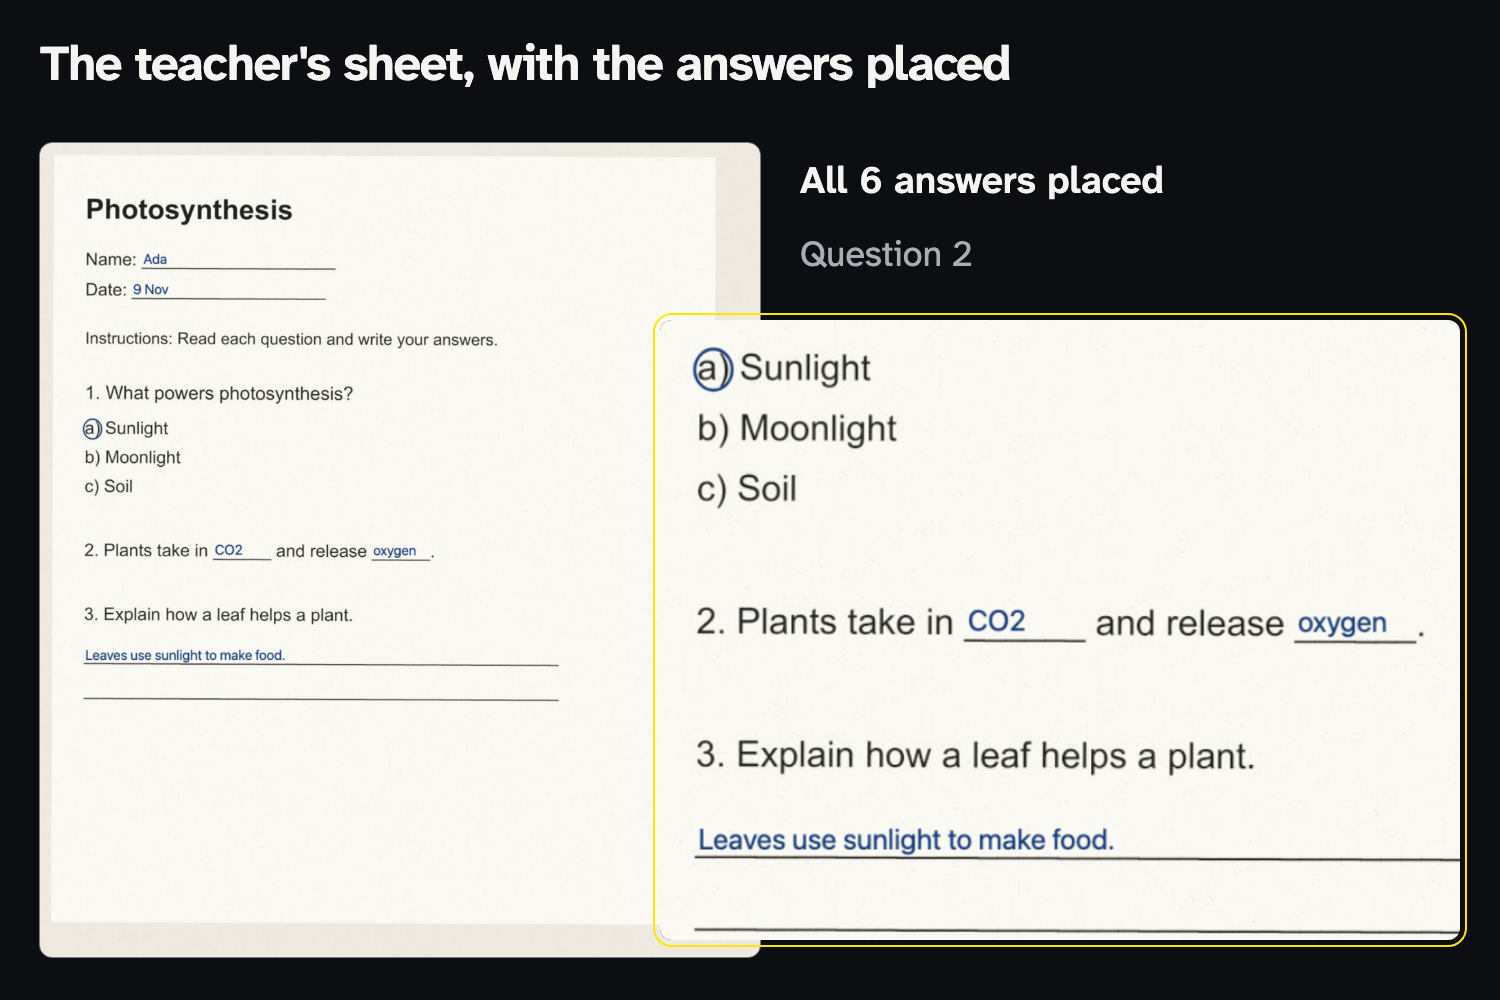 The teacher's sheet, with the answers placed
Photosynthesis
Name: Ada
Date: 9 Nov
Instructions: Read each question and write your answers.
1. What powers photosynthesis?
a) Sunlight
b) Moonlight
c) Soil
2. Plants take in CO2 and release oxygen.
3. Explain how a leaf helps a plant.
Leaves use sunlight to make food.
All 6 answers placed
Question 2
a) Sunlight
b) Moonlight
c) Soil
2. Plants take in CO2 and release oxygen.
3. Explain how a leaf helps a plant.
Leaves use sunlight to make food.